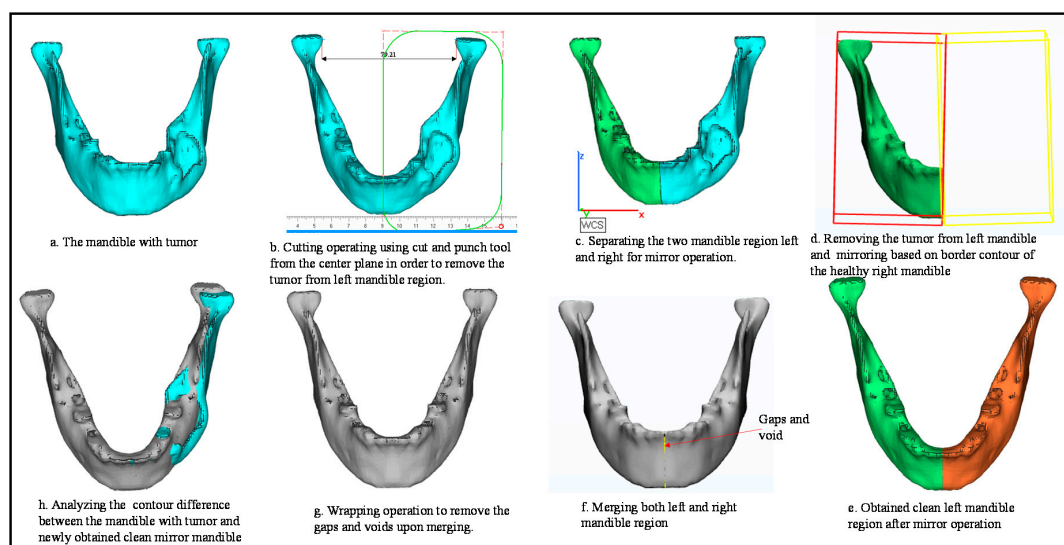 79.21
4 5 6 7 8 9 10 11 12 13 14 15
Z
X
Y
WCS
a. The mandible with tumor
b. Cutting operating using cut and punch tool
from the center plane in order to remove the
tumor from left mandible region.
c. Separating the two mandible region left
and right for mirror operation.
d. Removing the tumor from left mandible
and mirroring based on border contour of
the healthy right mandible
Gaps and
void
h. Analyzing the contour difference
between the mandible with tumor and
newly obtained clean mirror mandible
g. Wrapping operation to remove the
gaps and voids upon merging.
f. Merging both left and right
mandible region
e. Obtained clean left mandible
region after mirror operation